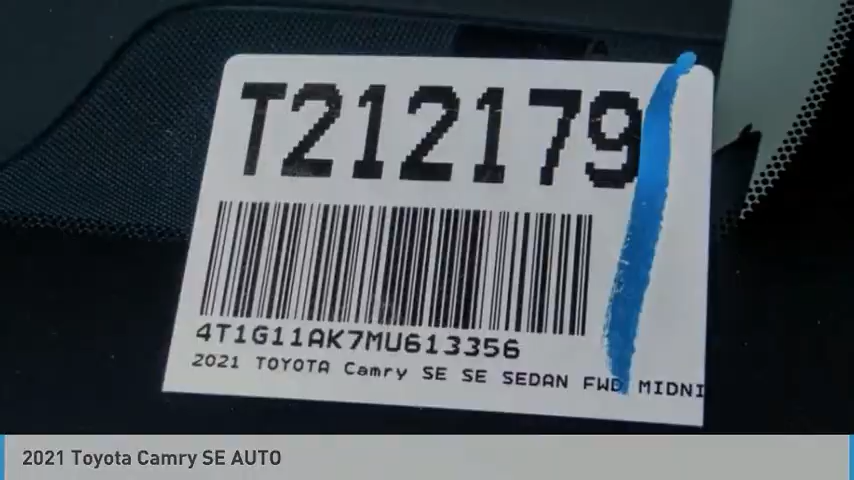 T212179
4T1G11AK7MU613356
2021 TOYOTA Camry SE SE SEDAN FWD MIDNI
2021 Toyota Camry SE AUTO